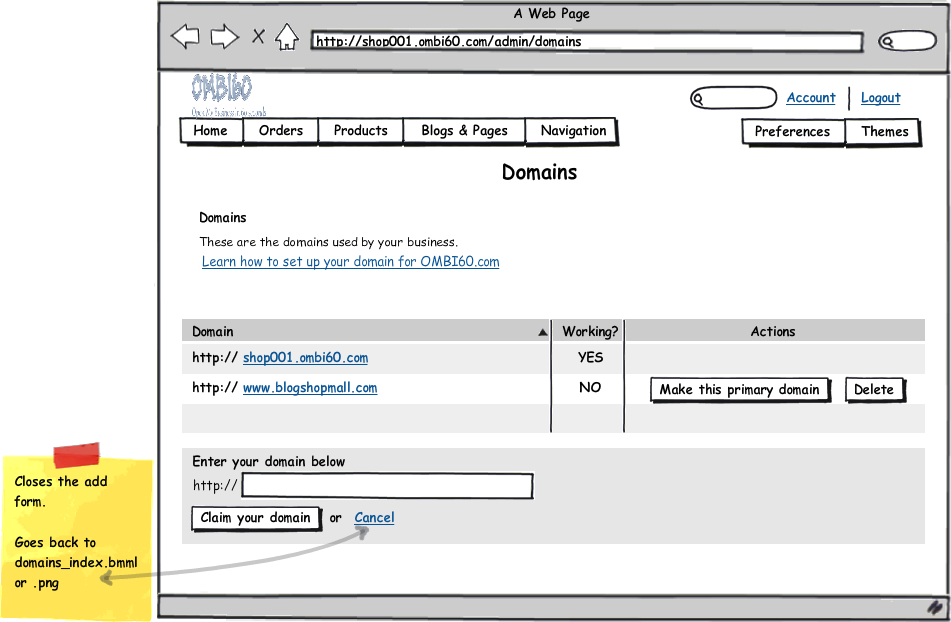 A Web Page
X
http://shop001.ombi60.com/admin/domains
OMBI60
Account Logout
Home Orders Products Blogs & Pages Navigation Preferences Themes
Domains
Domains
These are the domains used by your business.
Learn how to set up your domain for OMBI60.com
Domain Working? Actions
http:// shop001.ombi60.com YES
http:// www.blogshopmall.com NO Make this primary domain Delete
Enter your domain below
http://
Claim your domain or Cancel
Closes the add
form.
Goes back to
domains_index.bmml
or .png